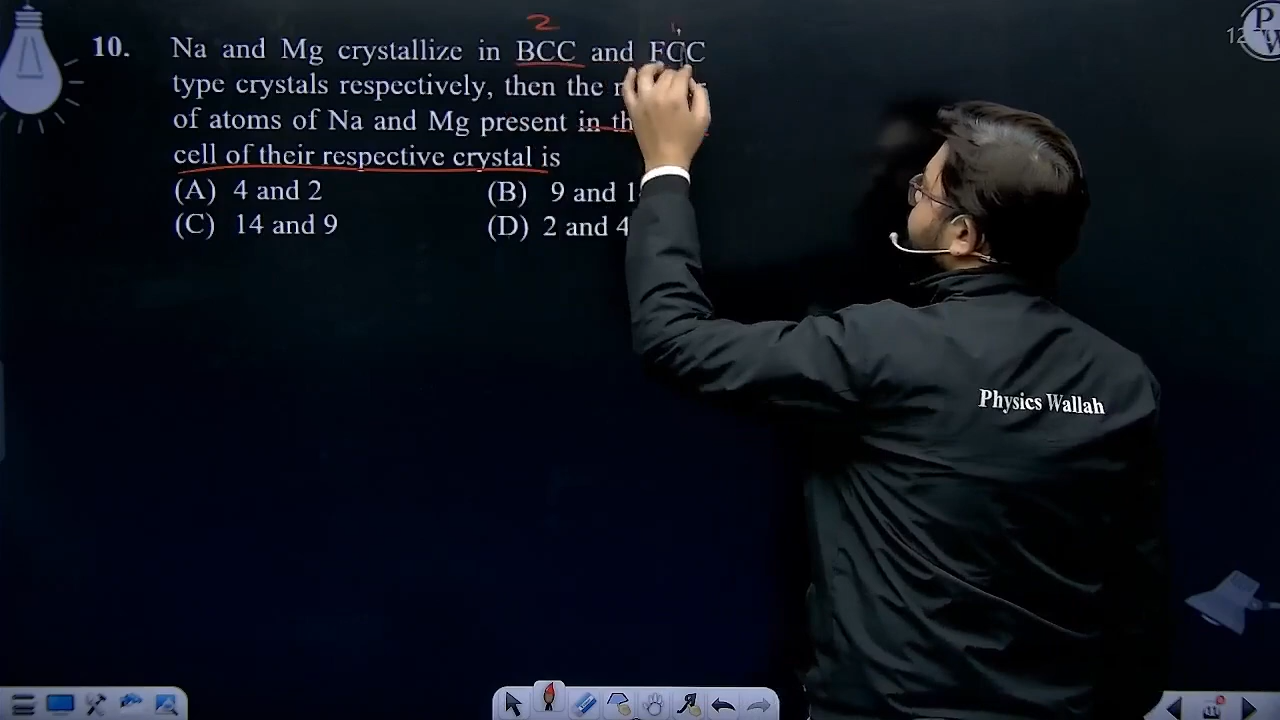 2
10. Na and Mg crystallize in BCC and FCC
type crystals respectively, then the
of atoms of Na and Mg present in
cell of their respective crystal is
(A) 4 and 2 (B) 9 and
(C) 14 and 9 (D) 2 and 4
Physics Wallah
P
W
12